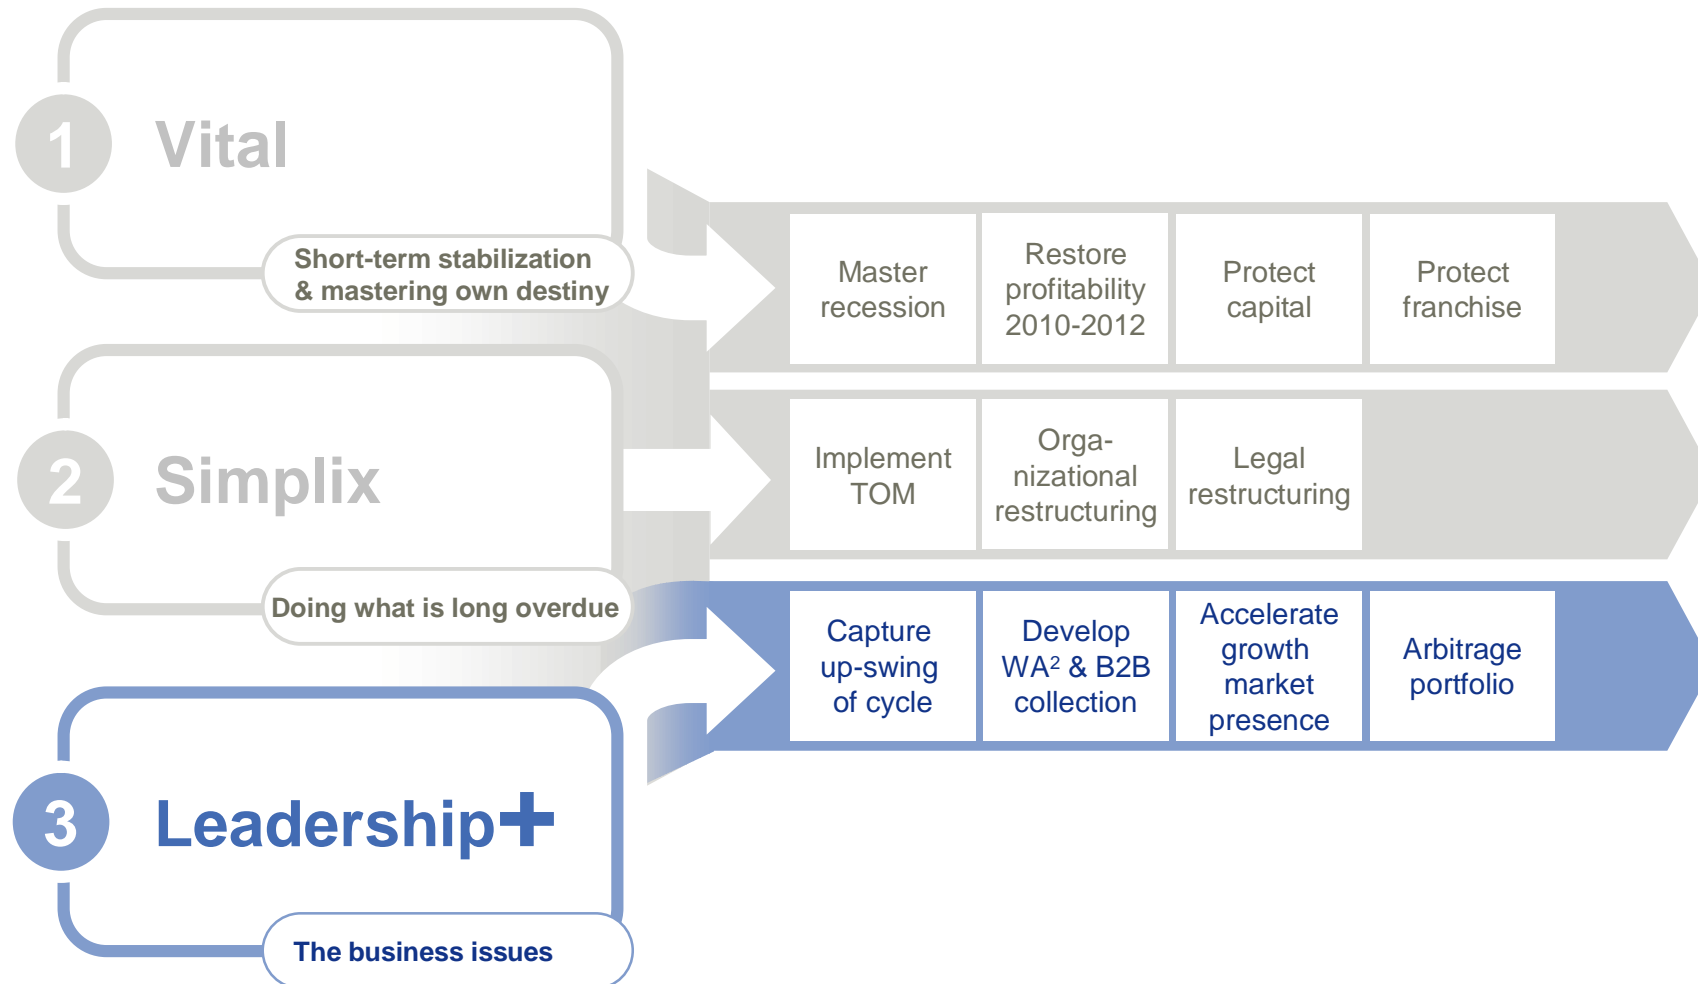 1
Vital
Short-term stabilization
& mastering own destiny
Master
recession
Restore
profitability
2010-2012
Protect
capital
Protect
franchise
2
Simplix
Doing what is long overdue
Implement
TOM
Orga-
nizational
restructuring
Legal
restructuring
3
Leadership+
The business issues
Capture
up-swing
of cycle
Develop
WA² & B2B
collection
Accelerate
growth
market
presence
Arbitrage
portfolio